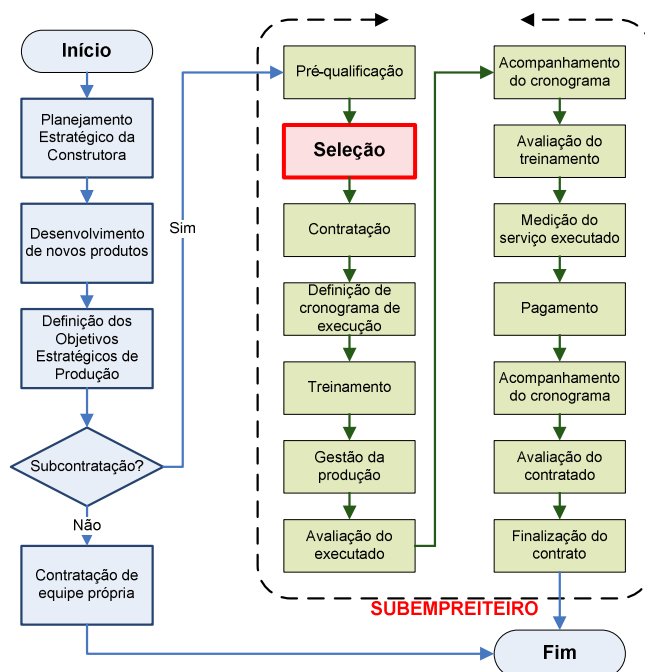 Início
Planejamento
Estratégico da
Construtora
Desenvolvimento
de novos produtos
Definição dos
Objetivos
Estratégicos de
Produção
Subcontratação?
Sim
Não
Contratação de
equipe própria
Pré-qualificação
Seleção
Contratação
Definição de
cronograma de
execução
Treinamento
Gestão da
produção
Avaliação do
executado
Acompanhamento
do cronograma
Avaliação do
treinamento
Medição do
serviço executado
Pagamento
Acompanhamento
do cronograma
Avaliação do
contratado
Finalização do
contrato
SUBEMPREITEIRO
Fim